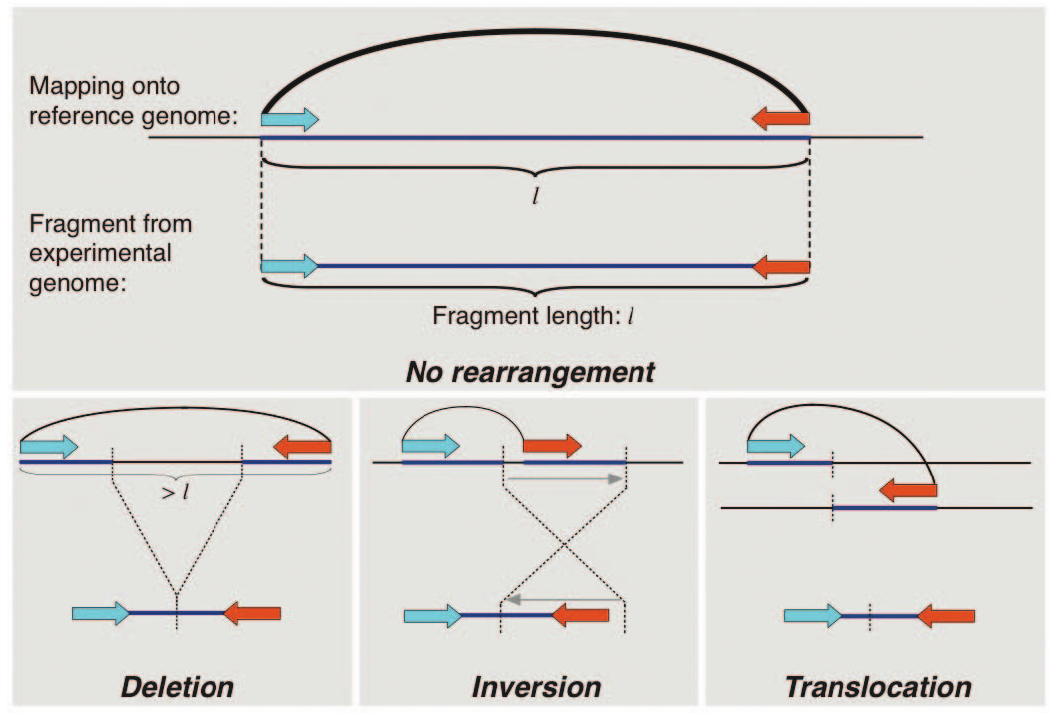 Mapping onto
reference genome:
l
Fragment from
experimental
genome:
Fragment length: l
No rearrangement
> l
Deletion
Inversion
Translocation